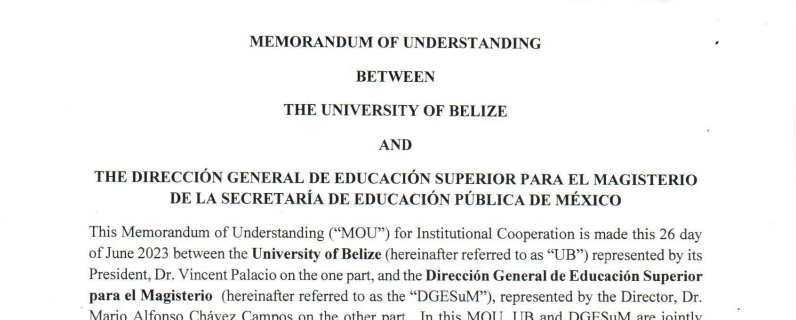 MEMORANDUM OF UNDERSTANDING
BETWEEN
THE UNIVERSITY OF BELIZE
AND
THE DIRECCIÓN GENERAL DE EDUCACIÓN SUPERIOR PARA EL MAGISTERIO
DE LA SECRETARÍA DE EDUCACIÓN PÚBLICA DE MÉXICO
This Memorandum of Understanding (“MOU”) for Institutional Cooperation is made this 26 day
of June 2023 between the University of Belize (hereinafter referred to as “UB”) represented by its
President, Dr. Vincent Palacio on the one part, and the Dirección General de Educación Superior
para el Magisterio (hereinafter referred to as the “DGESuM”), represented by the Director, Dr.
Mario Alfonso Chávez Campos on the other part. In this MOU, UB and DGESuM are jointly